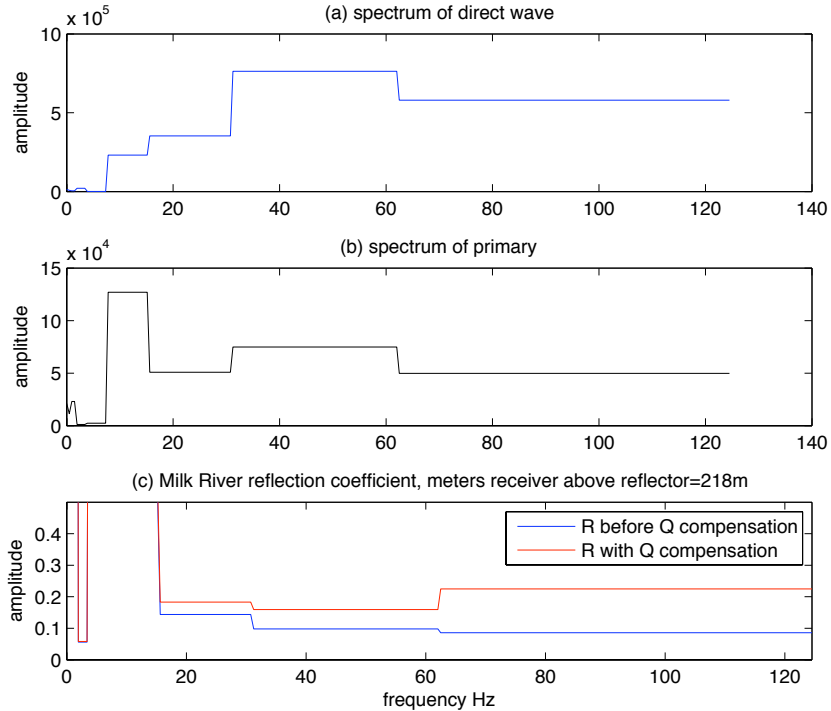 (a) spectrum of direct wave
x 10^5
10
5
0
amplitude
0 20 40 60 80 100 120 140
(b) spectrum of primary
x 10^4
15
10
5
0
amplitude
0 20 40 60 80 100 120 140
(c) Milk River reflection coefficient, meters receiver above reflector=218m
0.4
0.3
0.2
0.1
0
amplitude
R before Q compensation
R with Q compensation
0 20 40 60 80 100 120
frequency Hz